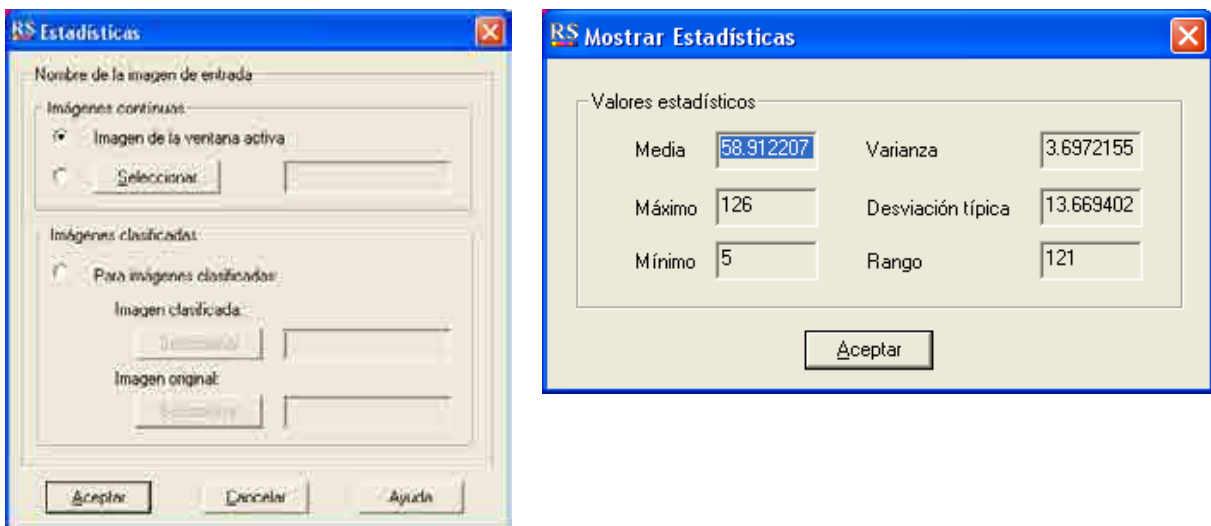 RS Estadísticas
Nombre de la imagen de entrada
Imágenes continuas
Imagen de la ventana activa
Seleccionar
Imágenes clasificadas
Para imágenes clasificadas:
Imagen clasificada:
Imagen original:
Aceptar Cancelar Ayuda
RS Mostrar Estadísticas
Valores estadísticos
Media 58.912207 Varianza 3.6972155
Máximo 126 Desviación típica 13.669402
Mínimo 5 Rango 121
Aceptar